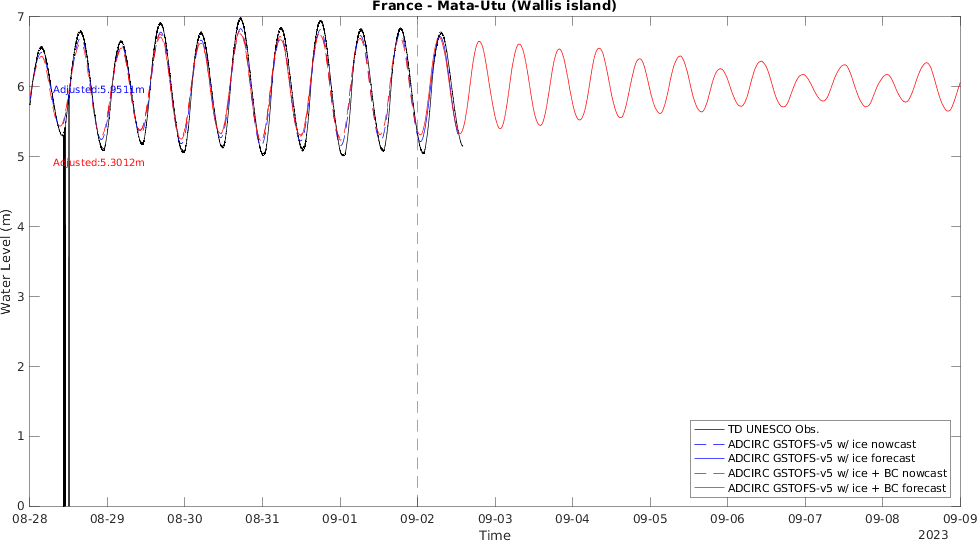 France - Mata-Utu (Wallis island)
7
6
5
4
3
2
1
0
Water Level (m)
Adjusted:5.9511m
Adjusted:5.3012m
TD UNESCO Obs.
ADCIRC GSTOFS-v5 w/ ice nowcast
ADCIRC GSTOFS-v5 w/ ice forecast
ADCIRC GSTOFS-v5 w/ ice + BC nowcast
ADCIRC GSTOFS-v5 w/ ice + BC forecast
08-28 08-29 08-30 08-31 09-01 09-02 09-03 09-04 09-05 09-06 09-07 09-08 09-09
Time
2023